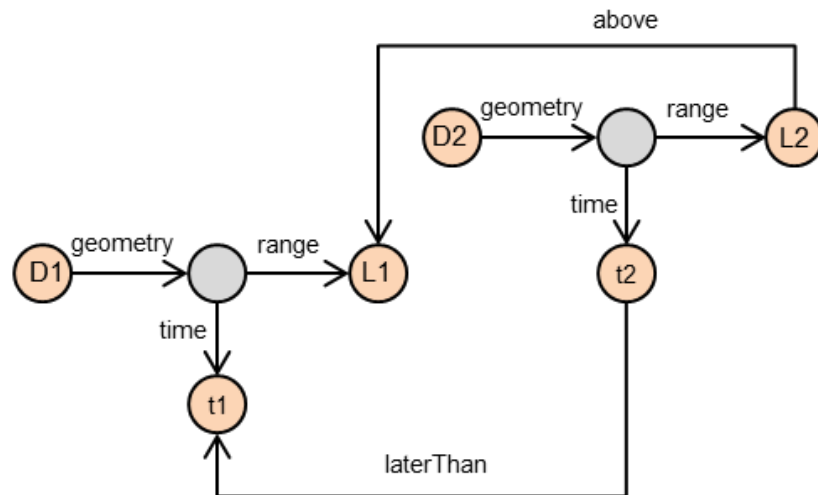 above
geometry
range
D2
L2
time
geometry
range
D1
L1
t2
time
t1
laterThan